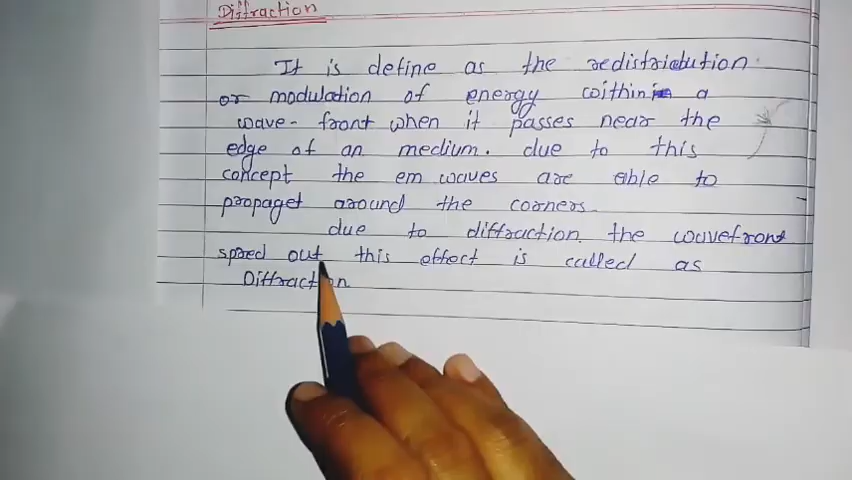 Diffraction
It is define as the redistribution
or modulation of energy within a
wave-front when it passes near the
edge of an medium. due to this
concept the em waves are able to
propaget around the corners.
due to diffraction the wavefront
spred out this effect is called as
Diffraction